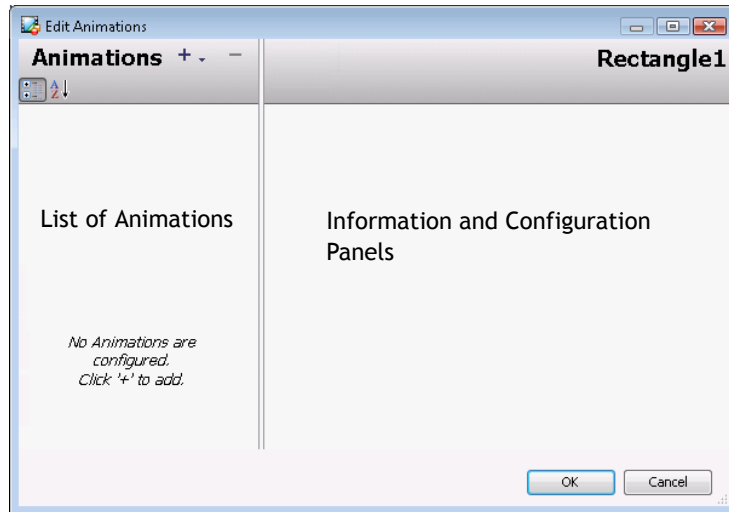 Edit Animations
Animations + -
Rectangle1
A
Z
List of Animations
Information and Configuration
Panels
No Animations are
configured.
Click '+' to add.
OK
Cancel